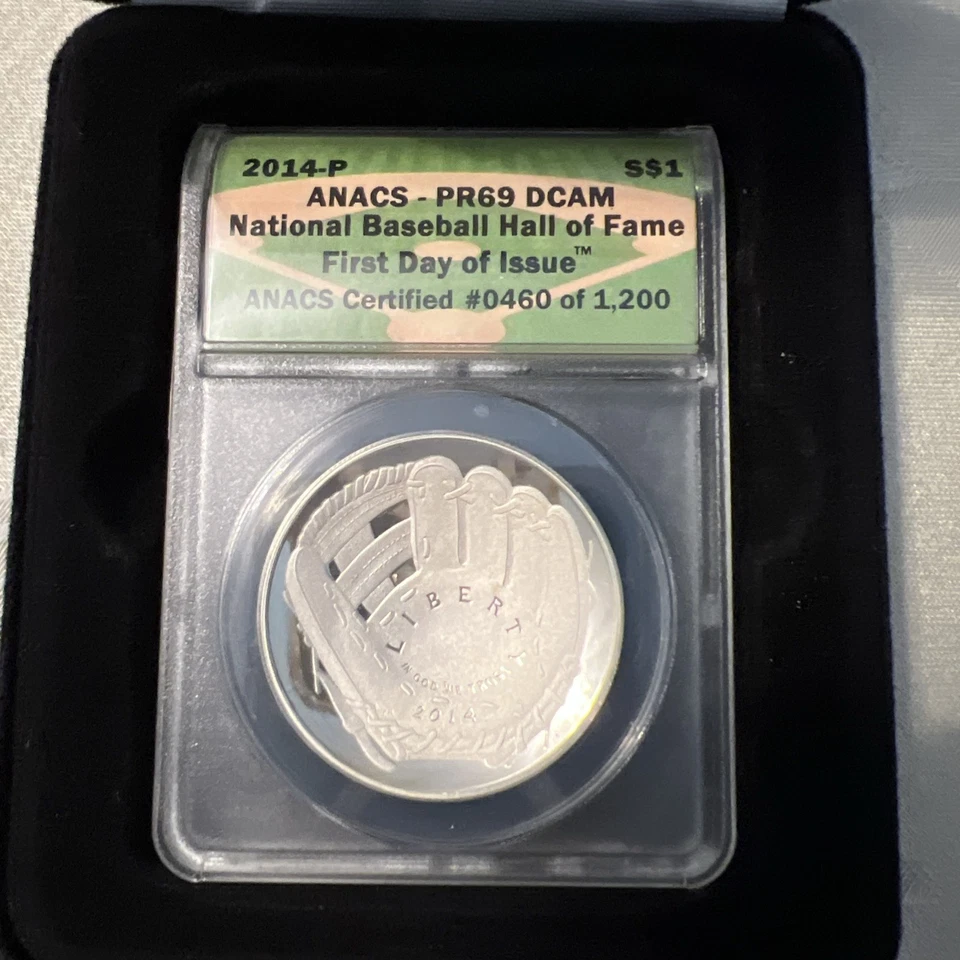 2014-P S$1
ANACS - PR69 DCAM
National Baseball Hall of Fame
First Day of Issue™
ANACS Certified #0460 of 1,200
LIBERTY
IN GOD WE TRUST
2014